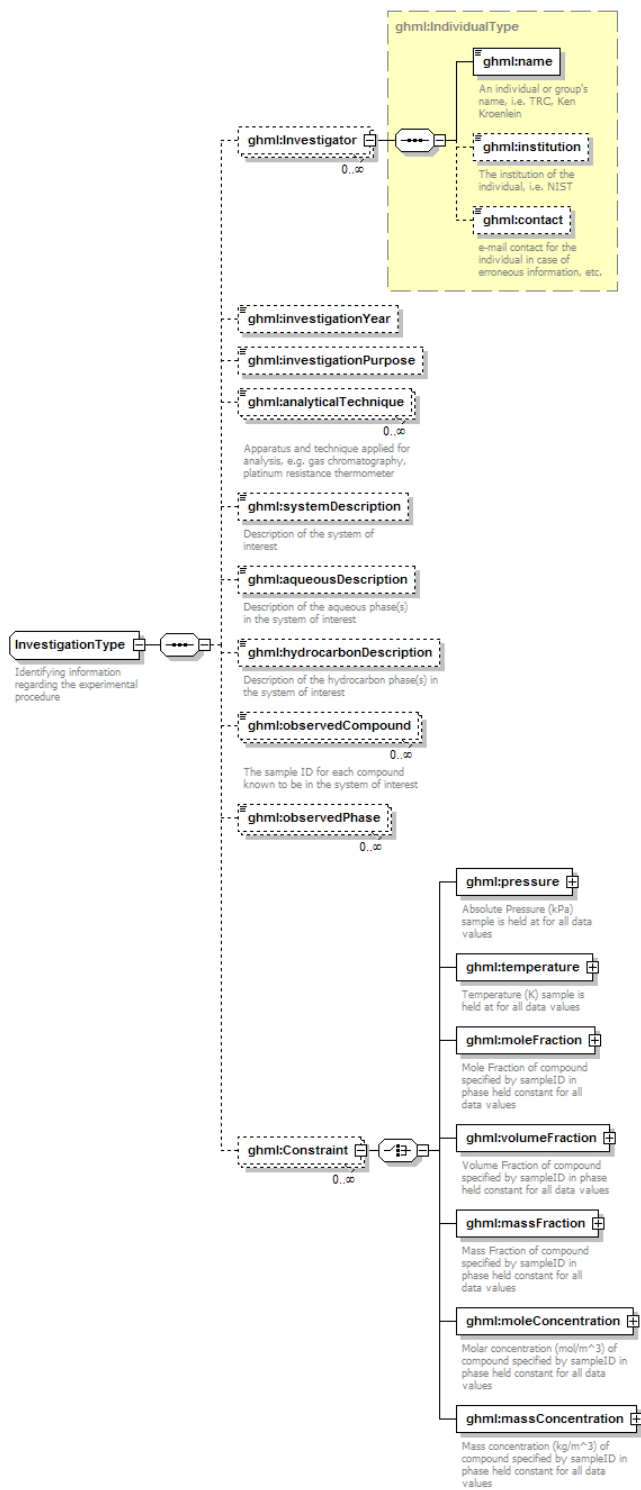 ghml:IndividualType
ghml:name
An individual or group's
name, i.e. TRC, Ken
Kroenlein
ghml:Investigator
0..∞
ghml:institution
The institution of the
individual, i.e. NIST
ghml:contact
e-mail contact for the
individual in case of
erroneous information, etc.
ghml:investigationYear
ghml:investigationPurpose
ghml:analyticalTechnique
0..∞
Apparatus and technique applied for
analysis, e.g. gas chromatography,
platinum resistance thermometer
ghml:systemDescription
Description of the system of
interest
ghml:aqueousDescription
Description of the aqueous phase(s)
in the system of interest
InvestigationType
Identifying information
regarding the experimental
procedure
ghml:hydrocarbonDescription
Description of the hydrocarbon phase(s) in
the system of interest
ghml:observedCompound
0..∞
The sample ID for each compound
known to be in the system of interest
ghml:observedPhase
0..∞
ghml:pressure
Absolute Pressure (kPa)
sample is held at for all data
values
ghml:temperature
Temperature (K) sample is
held at for all data values
ghml:moleFraction
Mole Fraction of compound
specified by sampleID in
phase held constant for all
data values
ghml:Constraint
0..∞
ghml:volumeFraction
Volume Fraction of compound
specified by sampleID in phase
held constant for all data values
ghml:massFraction
Mass Fraction of compound
specified by sampleID in
phase held constant for all
data values
ghml:moleConcentration
Molar concentration (mol/m^3) of
compound specified by sampleID in
phase held constant for all data
values
ghml:massConcentration
Mass concentration (kg/m^3) of
compound specified by sampleID in
phase held constant for all data
values